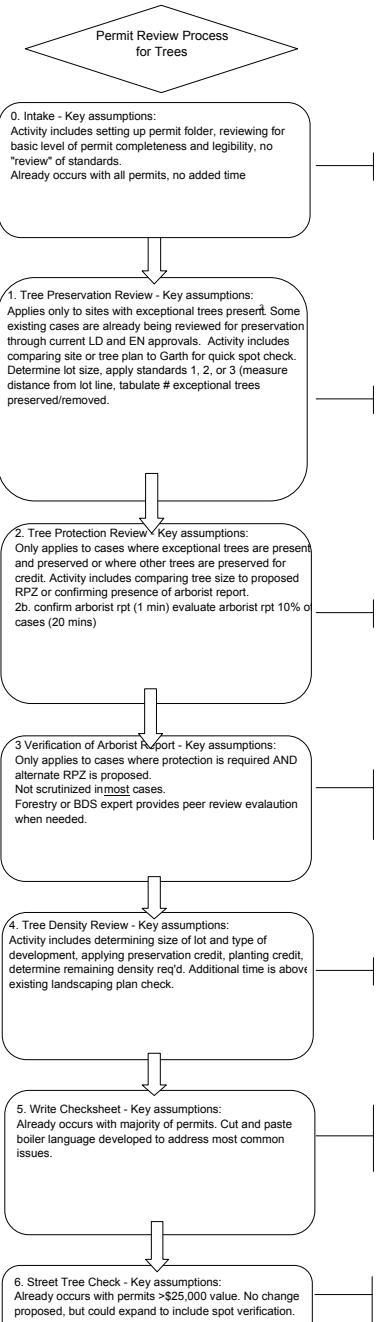 Permit Review Process
for Trees
0. Intake - Key assumptions:
Activity includes setting up permit folder, reviewing for
basic level of permit completeness and legibility, no
"review" of standards.
Already occurs with all permits, no added time
1. Tree Preservation Review - Key assumptions:
Applies only to sites with exceptional trees present. Some
existing cases are already being reviewed for preservation
through current LD and EN approvals. Activity includes
comparing site or tree plan to Garth for quick spot check.
Determine lot size, apply standards 1, 2, or 3 (measure
distance from lot line, tabulate # exceptional trees
preserved/removed.
2. Tree Protection Review - Key assumptions:
Only applies to cases where exceptional trees are present
and preserved or where other trees are preserved for
credit. Activity includes comparing tree size to proposed
RPZ or confirming presence of arborist report.
2b. confirm arborist rpt (1 min) evaluate arborist rpt 10% of
cases (20 mins)
3 Verification of Arborist Report - Key assumptions:
Only applies to cases where protection is required AND
alternate RPZ is proposed.
Not scrutinized in most cases.
Forestry or BDS expert provides peer review evalaution
when needed.
4. Tree Density Review - Key assumptions:
Activity includes determining size of lot and type of
development, applying preservation credit, planting credit,
determine remaining density req'd. Additional time is above
existing landscaping plan check.
5. Write Checksheet - Key assumptions:
Already occurs with majority of permits. Cut and paste
boiler language developed to address most common
issues.
6. Street Tree Check - Key assumptions:
Already occurs with permits >$25,000 value. No change
proposed, but could expand to include spot verification.